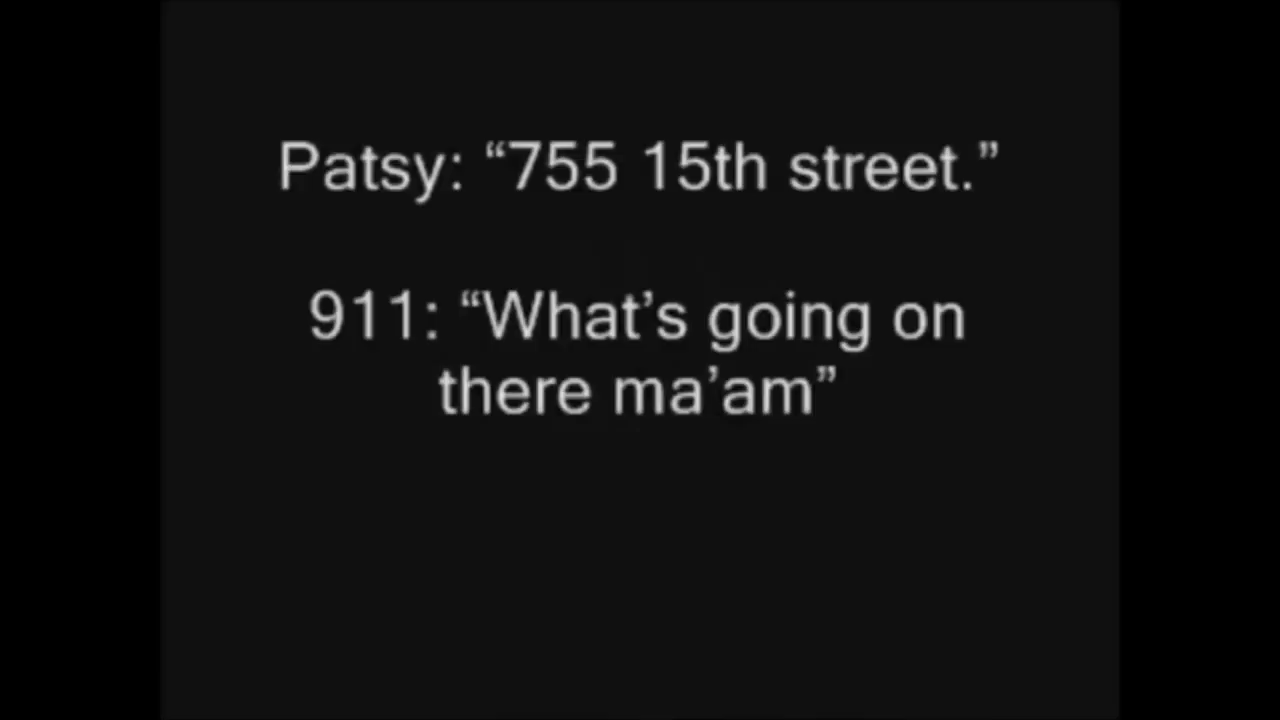 Patsy: “755 15th street.”
911: “What’s going on
there ma’am”